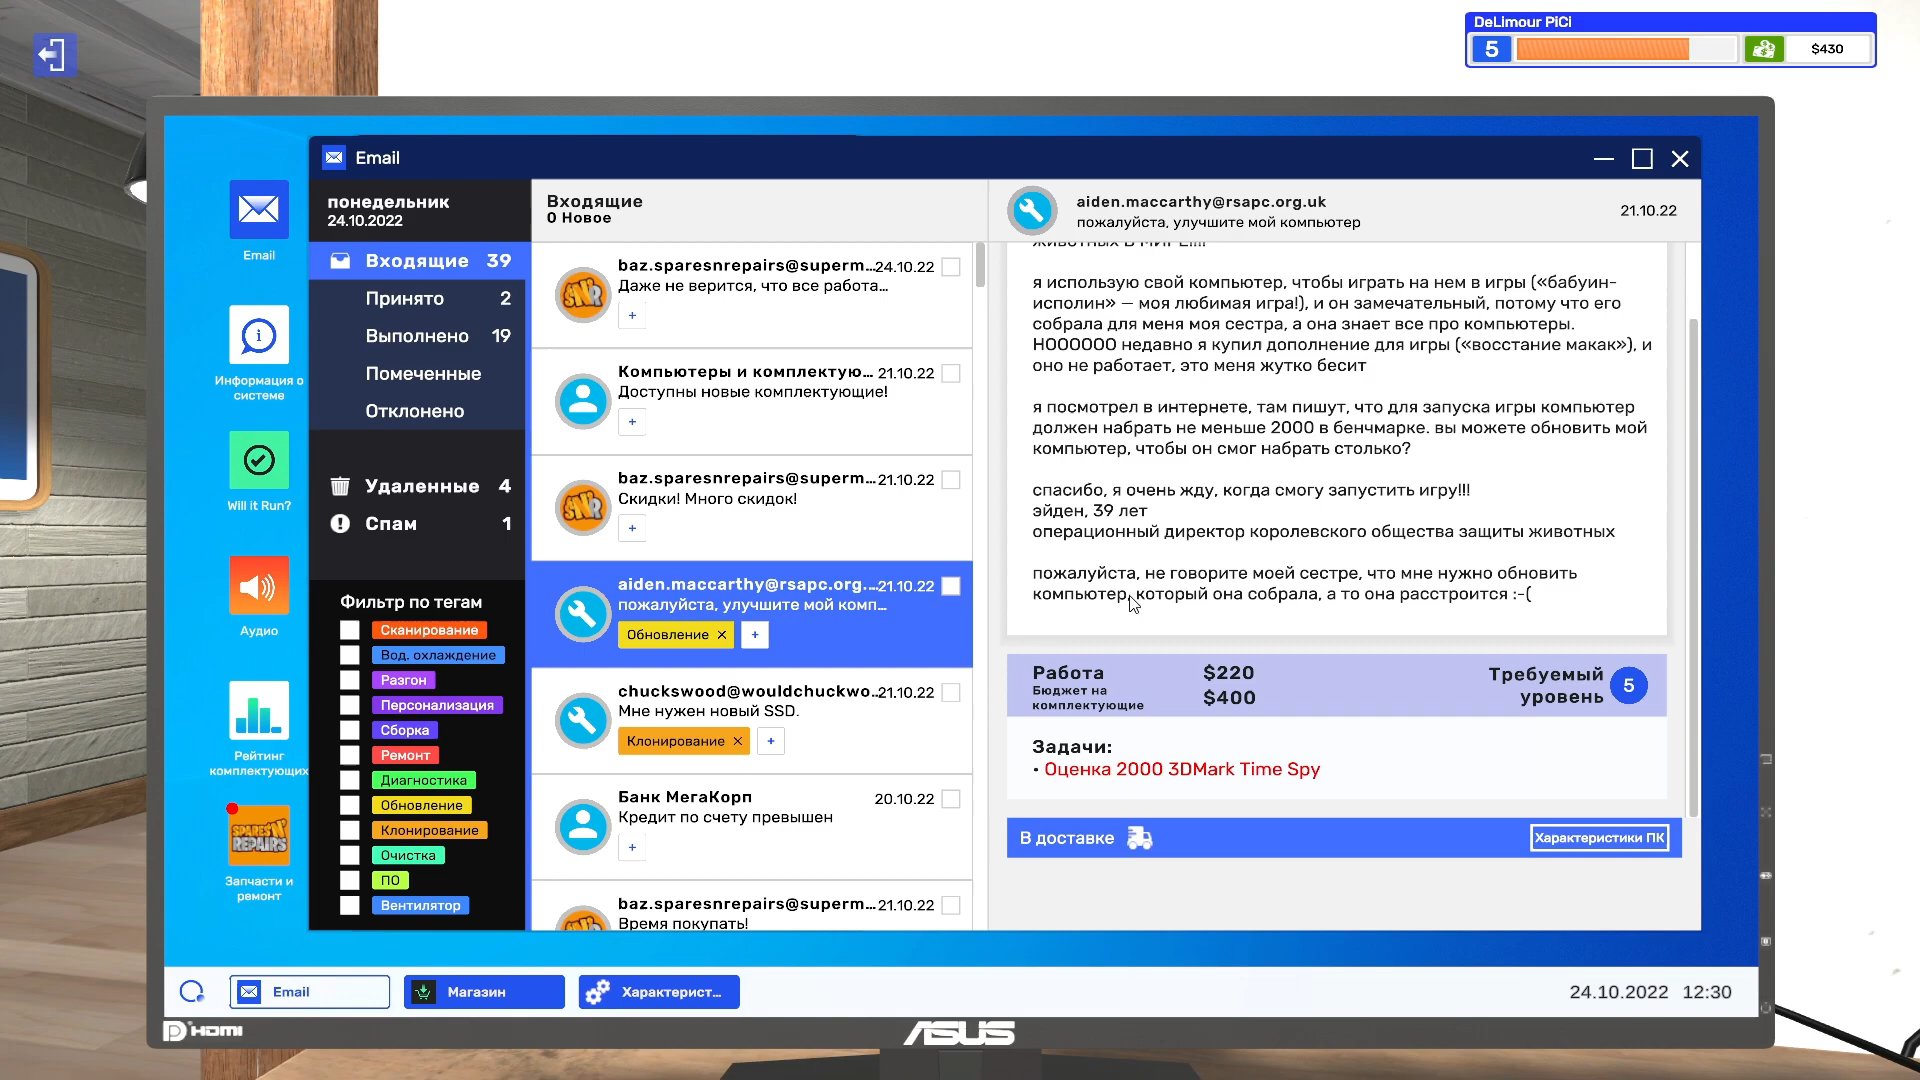 DeLimour PiCi
5
$430
Email
понедельник
24.10.2022
Входящие
0 Новое
aiden.maccarthy@rsapc.org.uk
пожалуйста, улучшите мой компьютер
21.10.22
Email
Информация о
системе
Will it Run?
Аудио
Рейтинг
комплектующих
SPARES'N'
REPAIRS
Запчасти и
ремонт
Входящие 39
Принято 2
Выполнено 19
Помеченные
Отклонено
Удаленные 4
Спам 1
Фильтр по тегам
Сканирование
Вод. охлаждение
Разгон
Персонализация
Сборка
Ремонт
Диагностика
Обновление
Клонирование
Очистка
ПО
Вентилятор
SNR
baz.sparesnrepairs@superm... 24.10.22
Даже не верится, что все работа...
+
Компьютеры и комплектую... 21.10.22
Доступны новые комплектующие!
+
SNR
baz.sparesnrepairs@superm... 21.10.22
Скидки! Много скидок!
+
aiden.maccarthy@rsapc.org.... 21.10.22
пожалуйста, улучшите мой комп...
Обновление × +
chuckswood@wouldchuckwo... 21.10.22
Мне нужен новый SSD.
Клонирование × +
Банк МегаКорп 20.10.22
Кредит по счету превышен
+
baz.sparesnrepairs@superm... 21.10.22
Время покупать!
животных В МИРЕ!!!!
я использую свой компьютер, чтобы играть на нем в игры («бабуин-
исполин» — моя любимая игра!), и он замечательный, потому что его
собрала для меня моя сестра, а она знает все про компьютеры.
НОООООО недавно я купил дополнение для игры («восстание макак»), и
оно не работает, это меня жутко бесит
я посмотрел в интернете, там пишут, что для запуска игры компьютер
должен набрать не меньше 2000 в бенчмарке. вы можете обновить мой
компьютер, чтобы он смог набрать столько?
спасибо, я очень жду, когда смогу запустить игру!!!
эйден, 39 лет
операционный директор королевского общества защиты животных
пожалуйста, не говорите моей сестре, что мне нужно обновить
компьютер, который она собрала, а то она расстроится :-(
Работа $220
Бюджет на
комплектующие $400
Требуемый
уровень 5
Задачи:
• Оценка 2000 3DMark Time Spy
В доставке
Характеристики ПК
Email
Магазин
Характерист...
24.10.2022 12:30
HDMI
ASUS